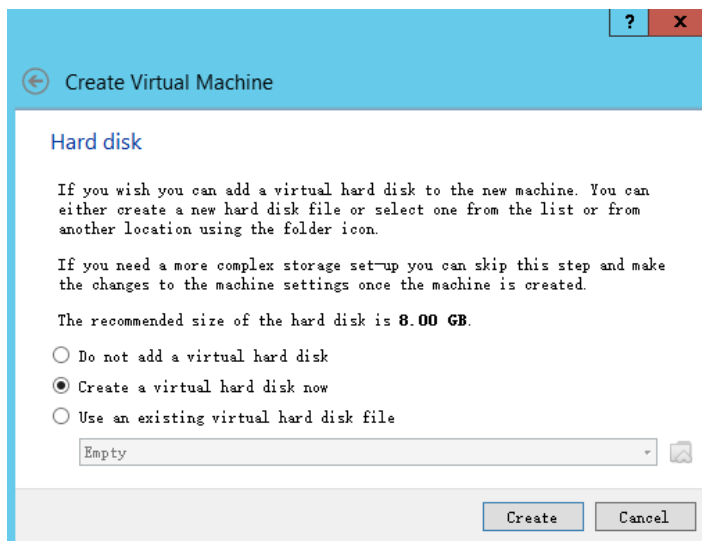 ? x
Create Virtual Machine
Hard disk
If you wish you can add a virtual hard disk to the new machine. You can
either create a new hard disk file or select one from the list or from
another location using the folder icon.
If you need a more complex storage set-up you can skip this step and make
the changes to the machine settings once the machine is created.
The recommended size of the hard disk is 8.00 GB.
Do not add a virtual hard disk
Create a virtual hard disk now
Use an existing virtual hard disk file
Empty
Create Cancel